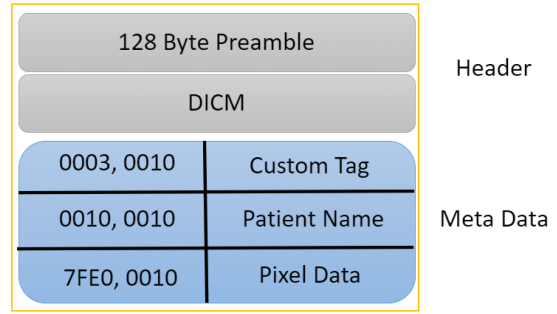 128 Byte Preamble
Header
DICM
0003, 0010 Custom Tag
0010, 0010 Patient Name
Meta Data
7FE0, 0010 Pixel Data